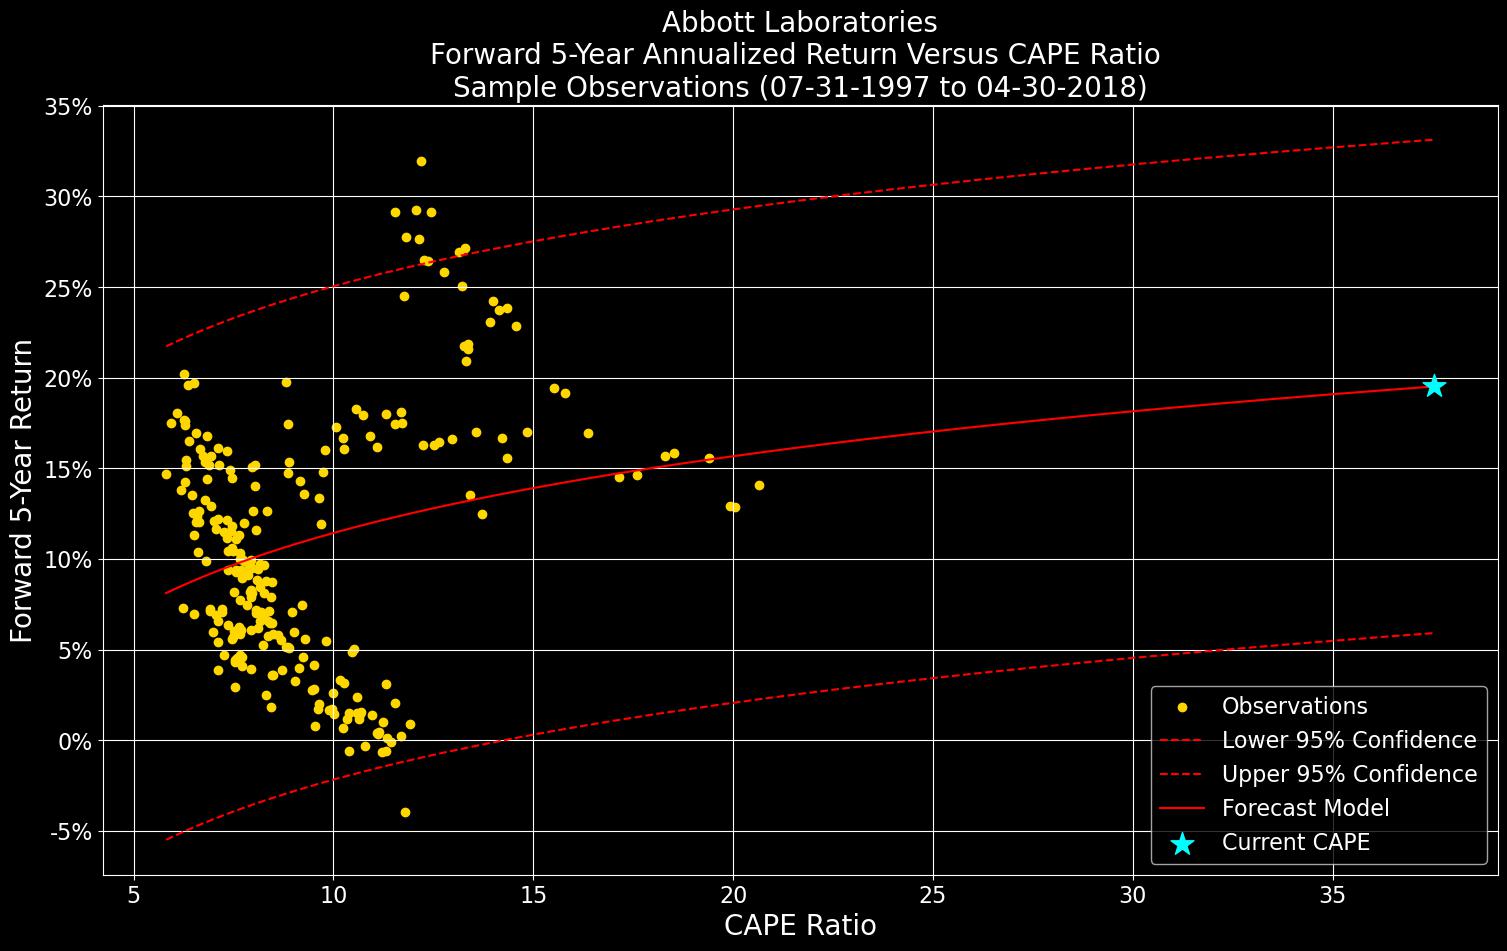 Abbott Laboratories
Forward 5-Year Annualized Return Versus CAPE Ratio
Sample Observations (07-31-1997 to 04-30-2018)
35%
30%
25%
20%
15%
10%
5%
0%
-5%
Forward 5-Year Return
Observations
Lower 95% Confidence
Upper 95% Confidence
Forecast Model
Current CAPE
5 10 15 20 25 30 35
CAPE Ratio